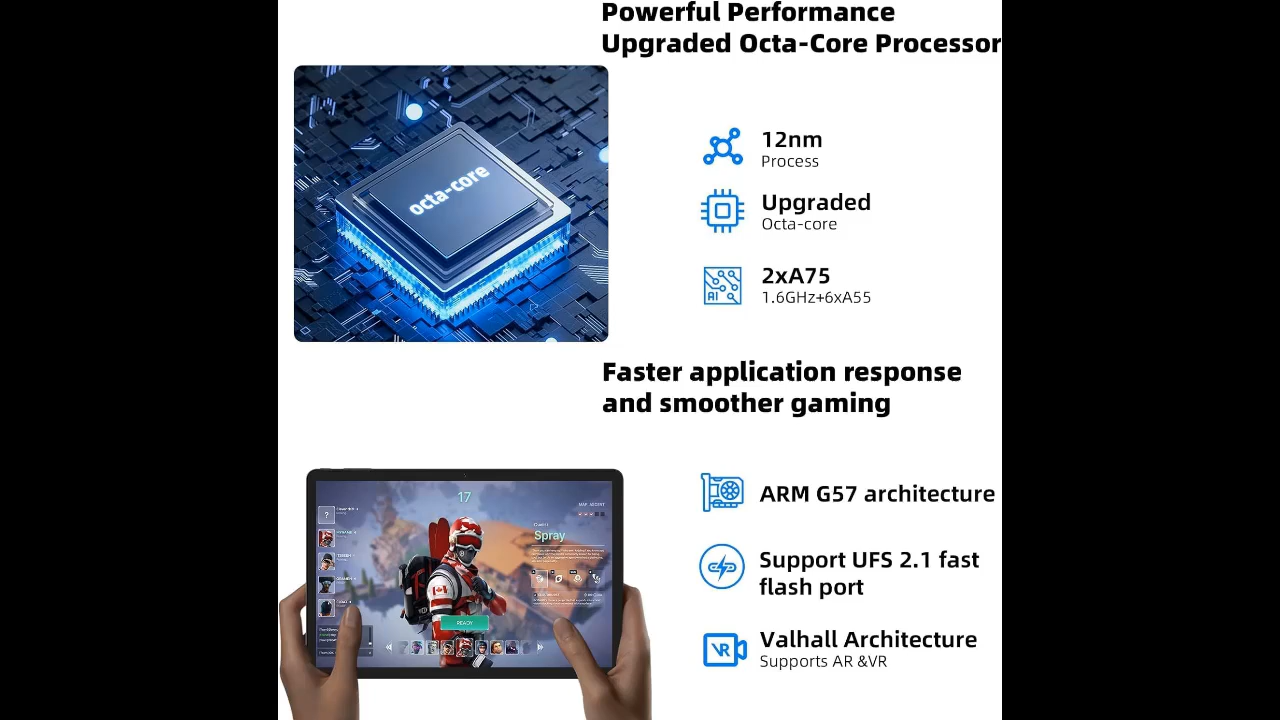 Powerful Performance
Upgraded Octa-Core Processor
octa-core
12nm
Process
Upgraded
Octa-core
AI
2xA75
1.6GHz+6xA55
Faster application response
and smoother gaming
17
?
Spray
READY
ARM G57 architecture
Support UFS 2.1 fast
flash port
VR
Valhall Architecture
Supports AR &VR